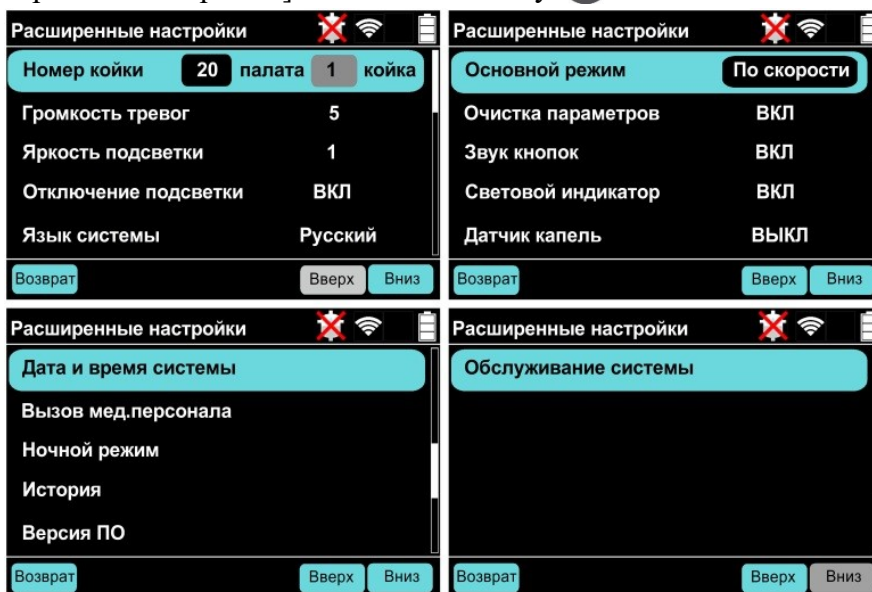 Расширенные настройки
Номер койки 20 палата 1 койка
Громкость тревог 5
Яркость подсветки 1
Отключение подсветки ВКЛ
Язык системы Русский
Возврат Вверх Вниз
Расширенные настройки
Основной режим По скорости
Очистка параметров ВКЛ
Звук кнопок ВКЛ
Световой индикатор ВКЛ
Датчик капель ВЫКЛ
Возврат Вверх Вниз
Расширенные настройки
Дата и время системы
Вызов мед.персонала
Ночной режим
История
Версия ПО
Возврат Вверх Вниз
Расширенные настройки
Обслуживание системы
Возврат Вверх Вниз